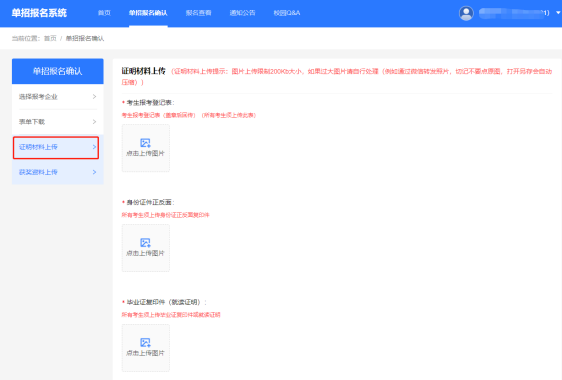 单招报名系统
首页 单招报名确认 报名查看 通知公告 校园Q&A
当前位置：首页 / 单招报名确认
单招报名确认
选择报考企业
表单下载
证明材料上传
获奖资料上传
证明材料上传（证明材料上传提示：图片上传限制200Kb大小，如果过大图片请自行处理（例如通过微信转发照片，切记不要点原图，打开另存会自动
压缩））
* 考生报考登记表：
考生报考登记表（盖章版回传）（所有考生须上传此表）
点击上传图片
* 身份证件正反面：
所有考生须上传身份证正反面复印件
点击上传图片
* 毕业证复印件（就读证明）：
所有考生须上传毕业证复印件或就读证明
点击上传图片